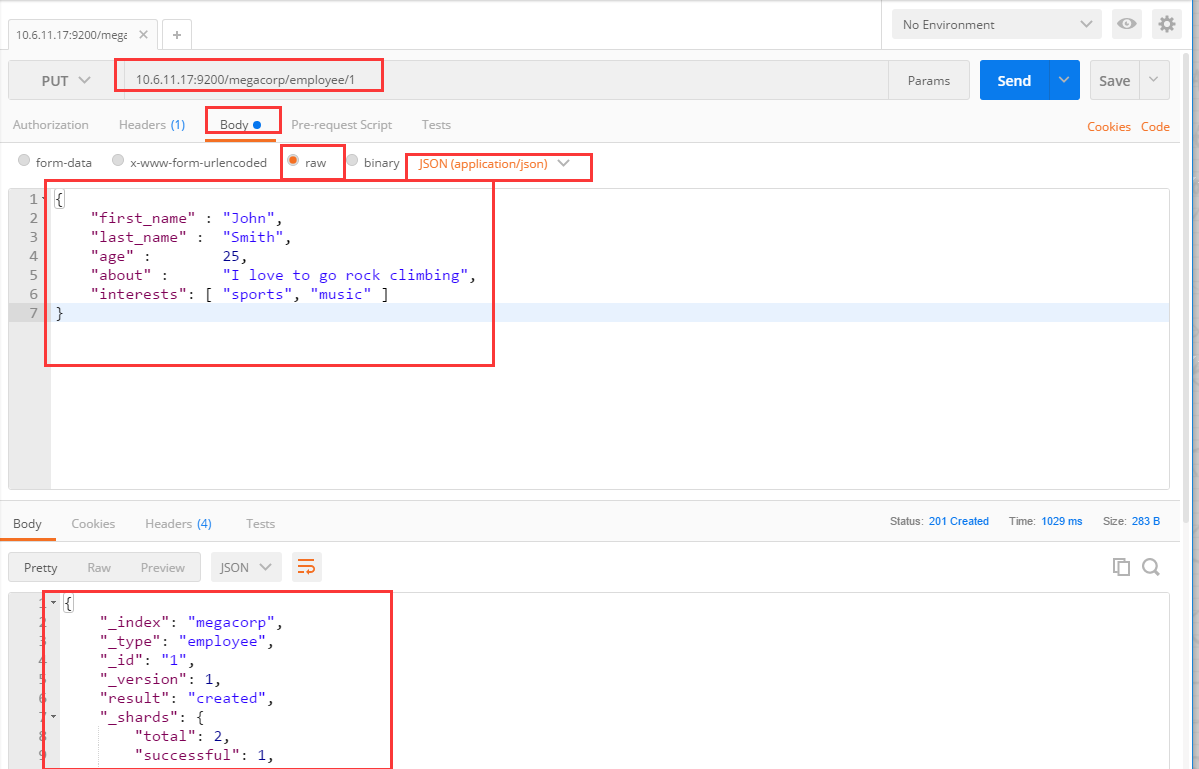 10.6.11.17:9200/mega × + No Environment
PUT 10.6.11.17:9200/megacorp/employee/1 Params Send Save
Authorization Headers (1) Body Pre-request Script Tests Cookies Code
form-data x-www-form-urlencoded raw binary JSON (application/json)
1 {
2 "first_name" : "John",
3 "last_name" : "Smith",
4 "age" : 25,
5 "about" : "I love to go rock climbing",
6 "interests": [ "sports", "music" ]
7 }
Body Cookies Headers (4) Tests Status: 201 Created Time: 1029 ms Size: 283 B
Pretty Raw Preview JSON
1 {
2 "_index": "megacorp",
3 "_type": "employee",
4 "_id": "1",
5 "_version": 1,
6 "result": "created",
7 "_shards": {
8 "total": 2,
9 "successful": 1,